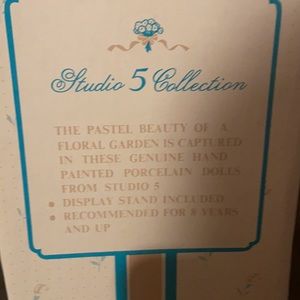 Studio 5 Collection
THE PASTEL BEAUTY OF A
FLORAL GARDEN IS CAPTURED
IN THESE GENUINE HAND
PAINTED PORCELAIN DOLLS
FROM STUDIO 5
• DISPLAY STAND INCLUDED
• RECOMMENDED FOR 8 YEARS
AND UP